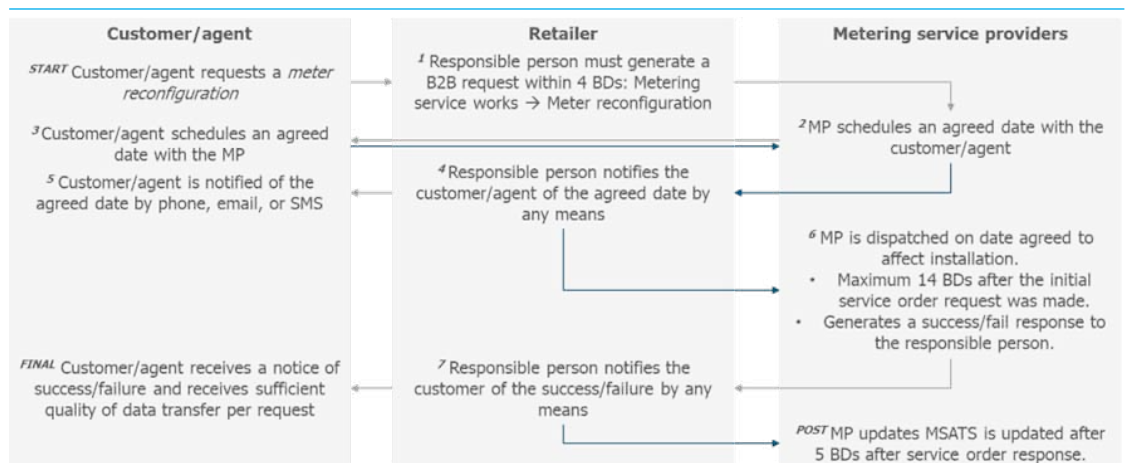 Customer/agent
START Customer/agent requests a meter
reconfiguration
3 Customer/agent schedules an agreed
date with the MP
5 Customer/agent is notified of the
agreed date by phone, email, or SMS
FINAL Customer/agent receives a notice of
success/failure and receives sufficient
quality of data transfer per request
Retailer
1 Responsible person must generate a
B2B request within 4 BDs: Metering
service works → Meter reconfiguration
4 Responsible person notifies the
customer/agent of the agreed date by
any means
7 Responsible person notifies the
customer of the success/failure by any
means
Metering service providers
2 MP schedules an agreed date with the
customer/agent
6 MP is dispatched on date agreed to
affect installation.
• Maximum 14 BDs after the initial
service order request was made.
• Generates a success/fail response to
the responsible person.
POST MP updates MSATS is updated after
5 BDs after service order response.